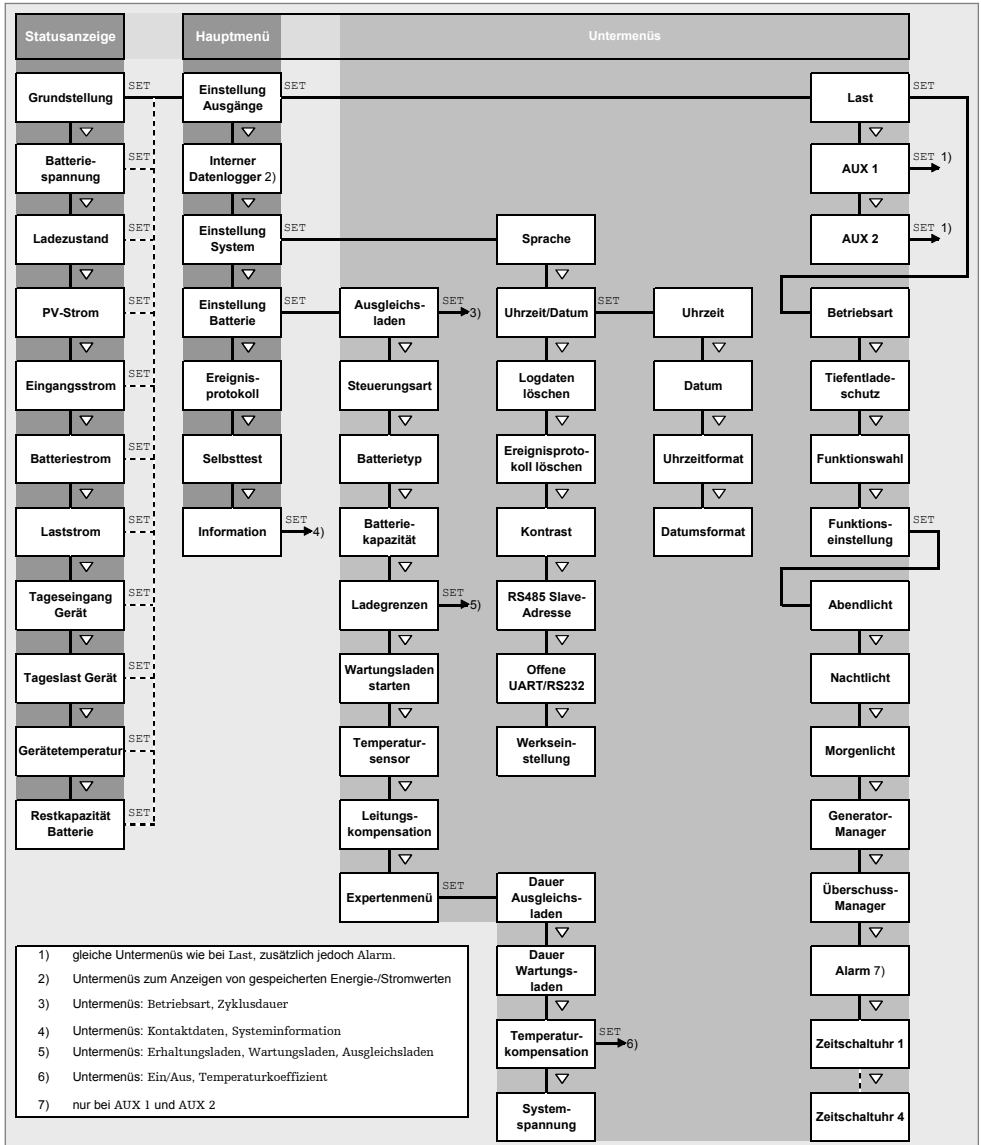 Statusanzeige
Hauptmenü
Untermenüs
Grundstellung
SET
Batterie-
spannung
SET
Ladezustand
SET
PV-Strom
SET
Eingangsstrom
SET
Batteriestrom
SET
Laststrom
SET
Tageseingang
Gerät
SET
Tageslast Gerät
SET
Gerätetemperatur
SET
Restkapazität
Batterie
SET
Einstellung
Ausgänge
SET
Interner
Datenlogger 2)
Einstellung
System
SET
Einstellung
Batterie
SET
Ereignis-
protokoll
Selbsttest
Information
SET
4)
Ausgleichs-
laden
SET
3)
Steuerungsart
Batterietyp
Batterie-
kapazität
Ladegrenzen
SET
5)
Wartungsladen
starten
Temperatur-
sensor
Leitungs-
kompensation
Expertenmenü
SET
Sprache
Uhrzeit/Datum
SET
Logdaten
löschen
Ereignisproto-
koll löschen
Kontrast
RS485 Slave-
Adresse
Offene
UART/RS232
Werksein-
stellung
Dauer
Ausgleichs-
laden
Dauer
Wartungs-
laden
Temperatur-
kompensation
SET
6)
System-
spannung
Uhrzeit
Datum
Uhrzeitformat
Datumsformat
Last
SET
AUX 1
SET 1)
AUX 2
SET 1)
Betriebsart
Tiefentlade-
schutz
Funktionswahl
Funktions-
einstellung
SET
Abendlicht
Nachtlicht
Morgenlicht
Generator-
Manager
Überschuss-
Manager
Alarm 7)
Zeitschaltuhr 1
Zeitschaltuhr 4
1) gleiche Untermenüs wie bei Last, zusätzlich jedoch Alarm.
2) Untermenüs zum Anzeigen von gespeicherten Energie-/Stromwerten
3) Untermenüs: Betriebsart, Zyklusdauer
4) Untermenüs: Kontaktdaten, Systeminformation
5) Untermenüs: Erhaltungsladen, Wartungsladen, Ausgleichsladen
6) Untermenüs: Ein/Aus, Temperaturkoeffizient
7) nur bei AUX 1 und AUX 2